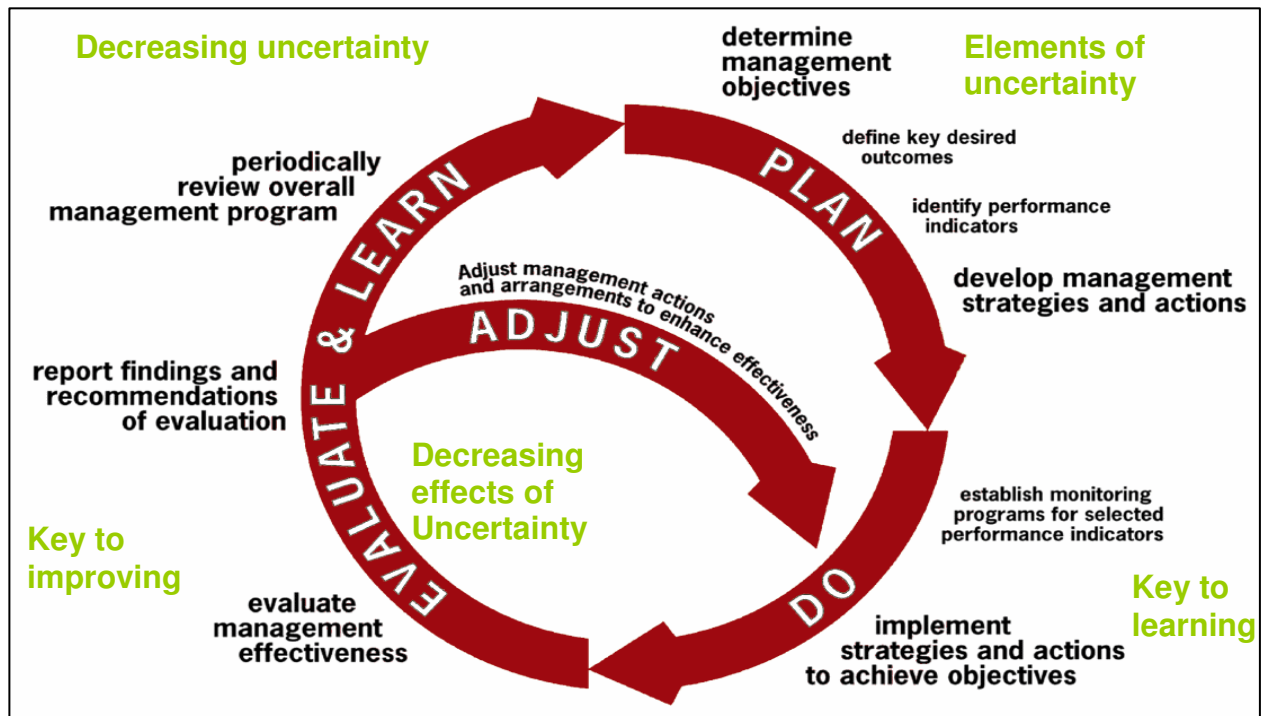 Decreasing uncertainty
determine
management
objectives
Elements of
uncertainty
define key desired
outcomes
PLAN
identify performance
indicators
develop management
strategies and actions
periodically
review overall
management program
Adjust management actions
and arrangements to enhance effectiveness
ADJUST
EVALUATE & LEARN
report findings and
recommendations
of evaluation
Decreasing
effects of
Uncertainty
establish monitoring
programs for selected
performance indicators
Key to
improving
DO
Key to
learning
evaluate
management
effectiveness
implement
strategies and actions
to achieve objectives